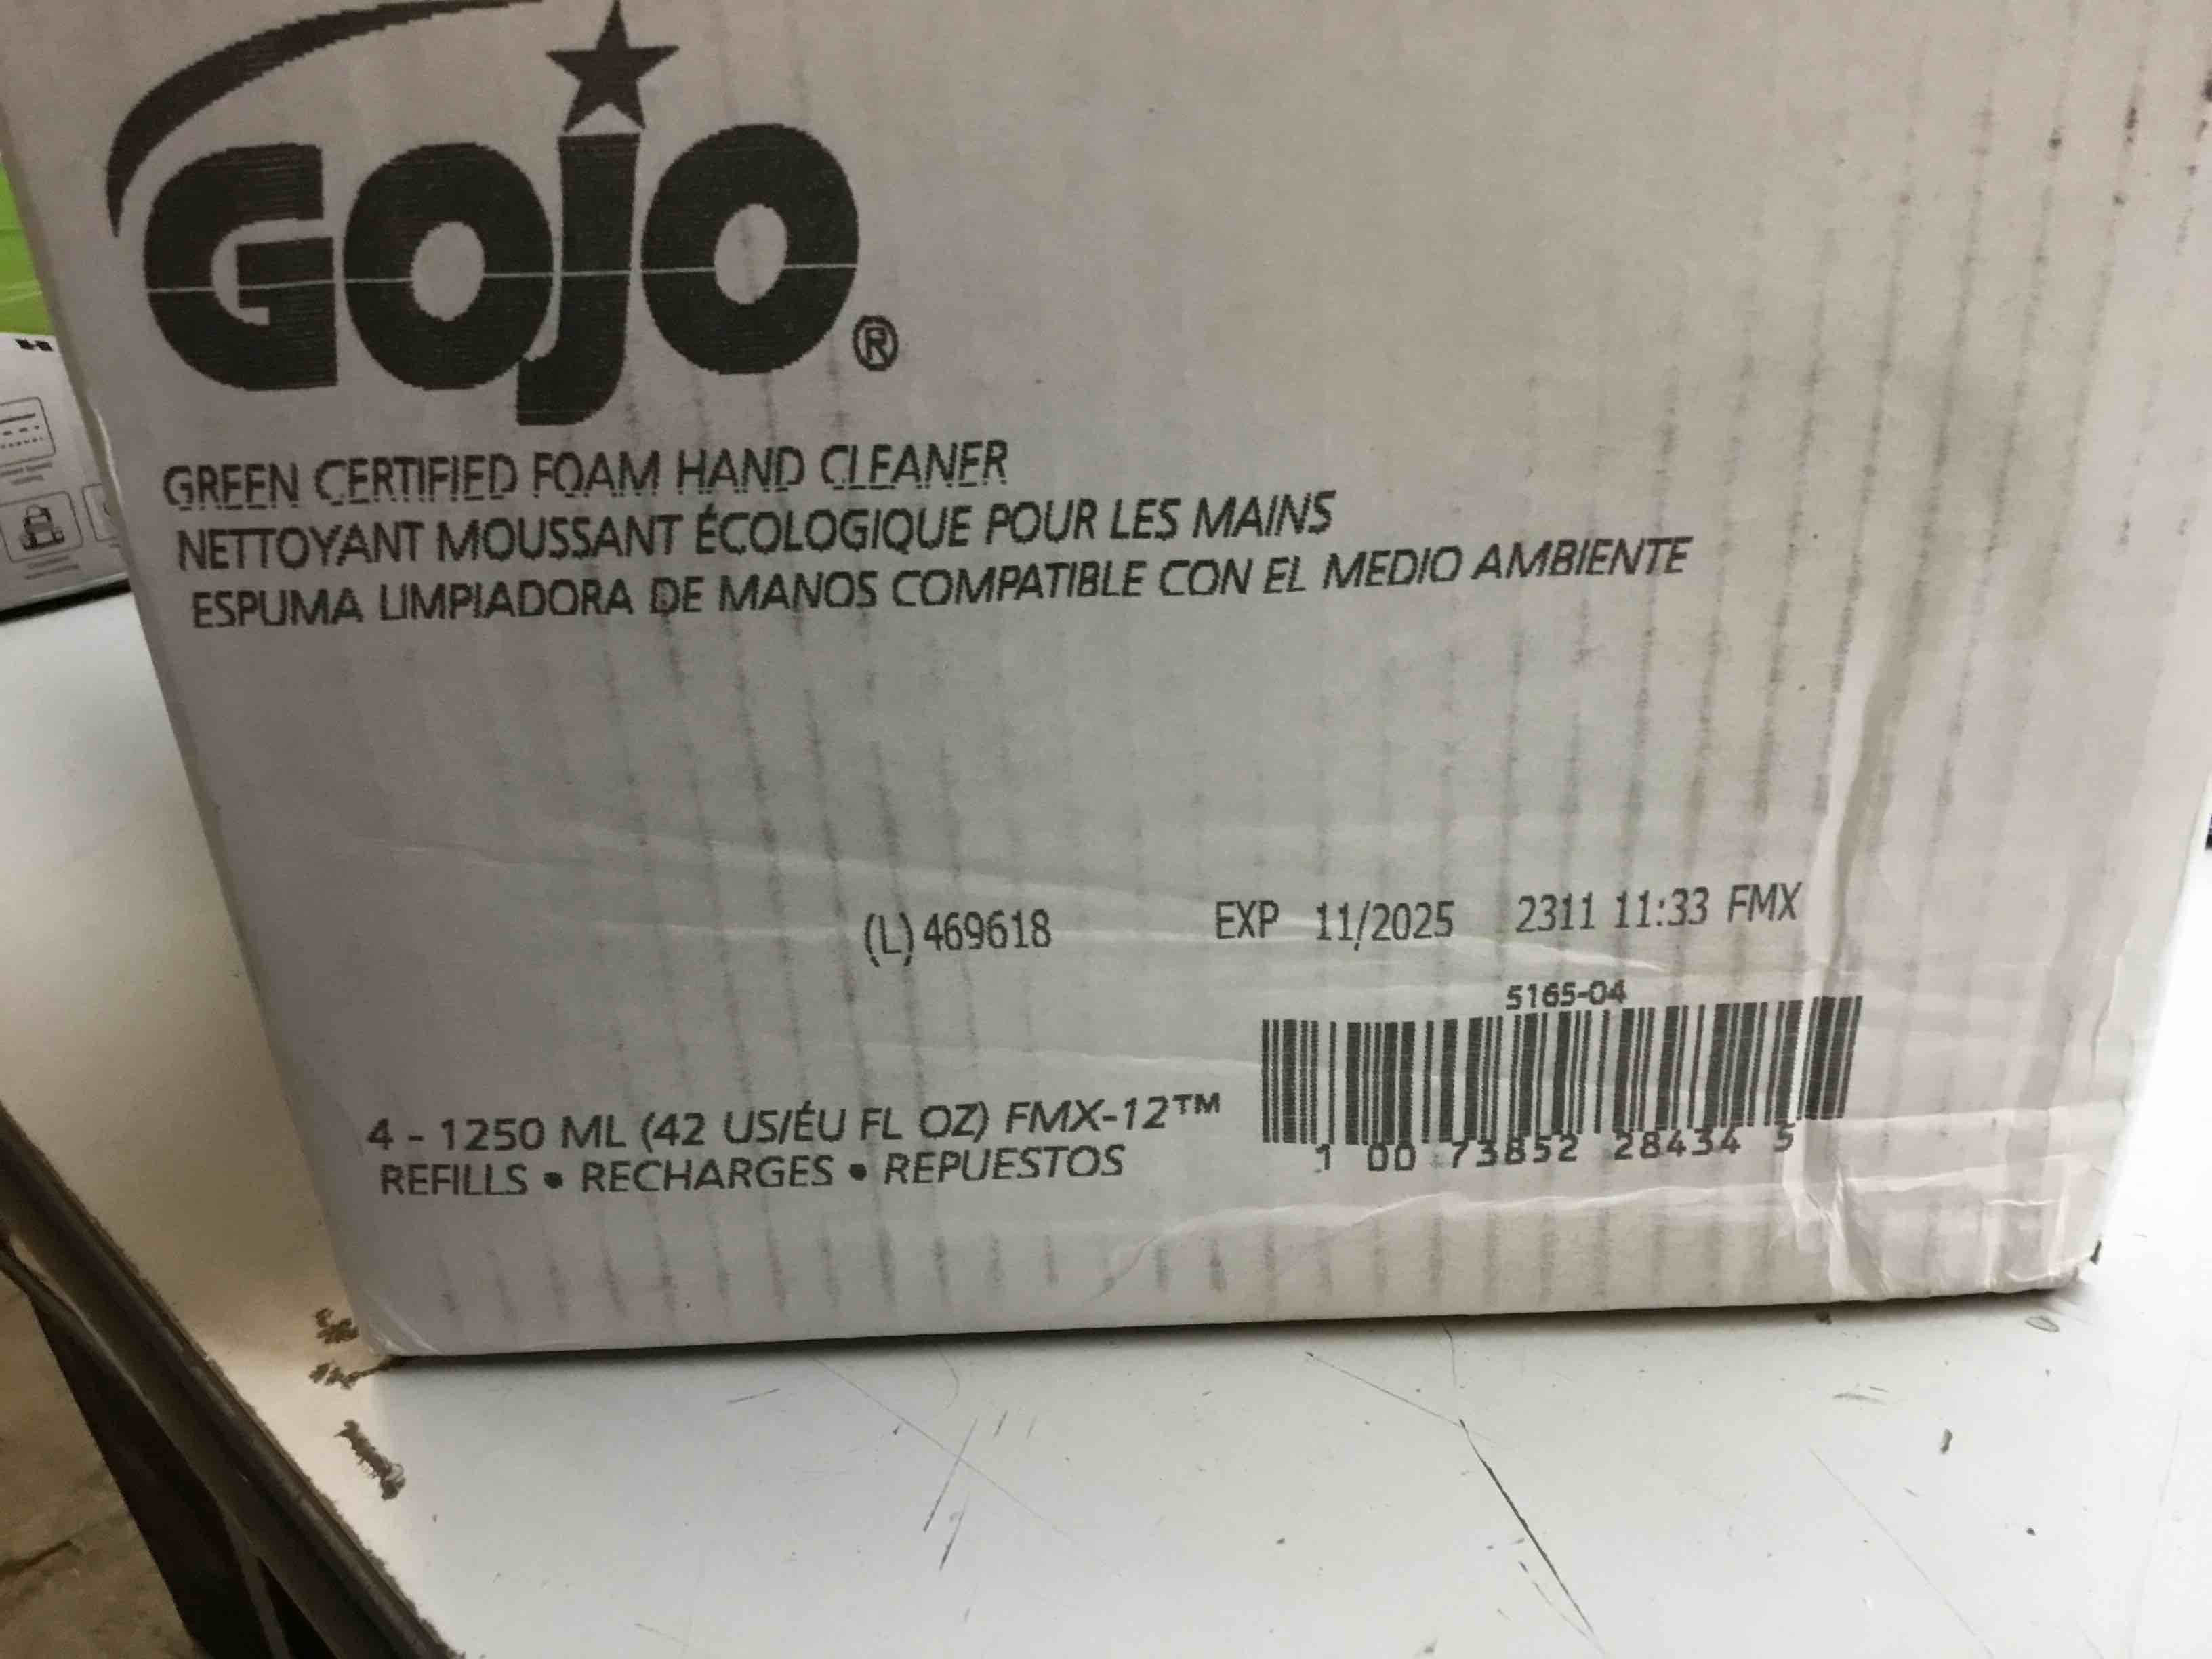 GOJO®
GREEN CERTIFIED FOAM HAND CLEANER
NETTOYANT MOUSSANT ÉCOLOGIQUE POUR LES MAINS
ESPUMA LIMPIADORA DE MANOS COMPATIBLE CON EL MEDIO AMBIENTE
(L) 469618 EXP 11/2025 2311 11:33 FMX
5165-04
4 - 1250 ML (42 US/ÉU FL OZ) FMX-12™
REFILLS • RECHARGES • REPUESTOS
1 00 73852 28434 5